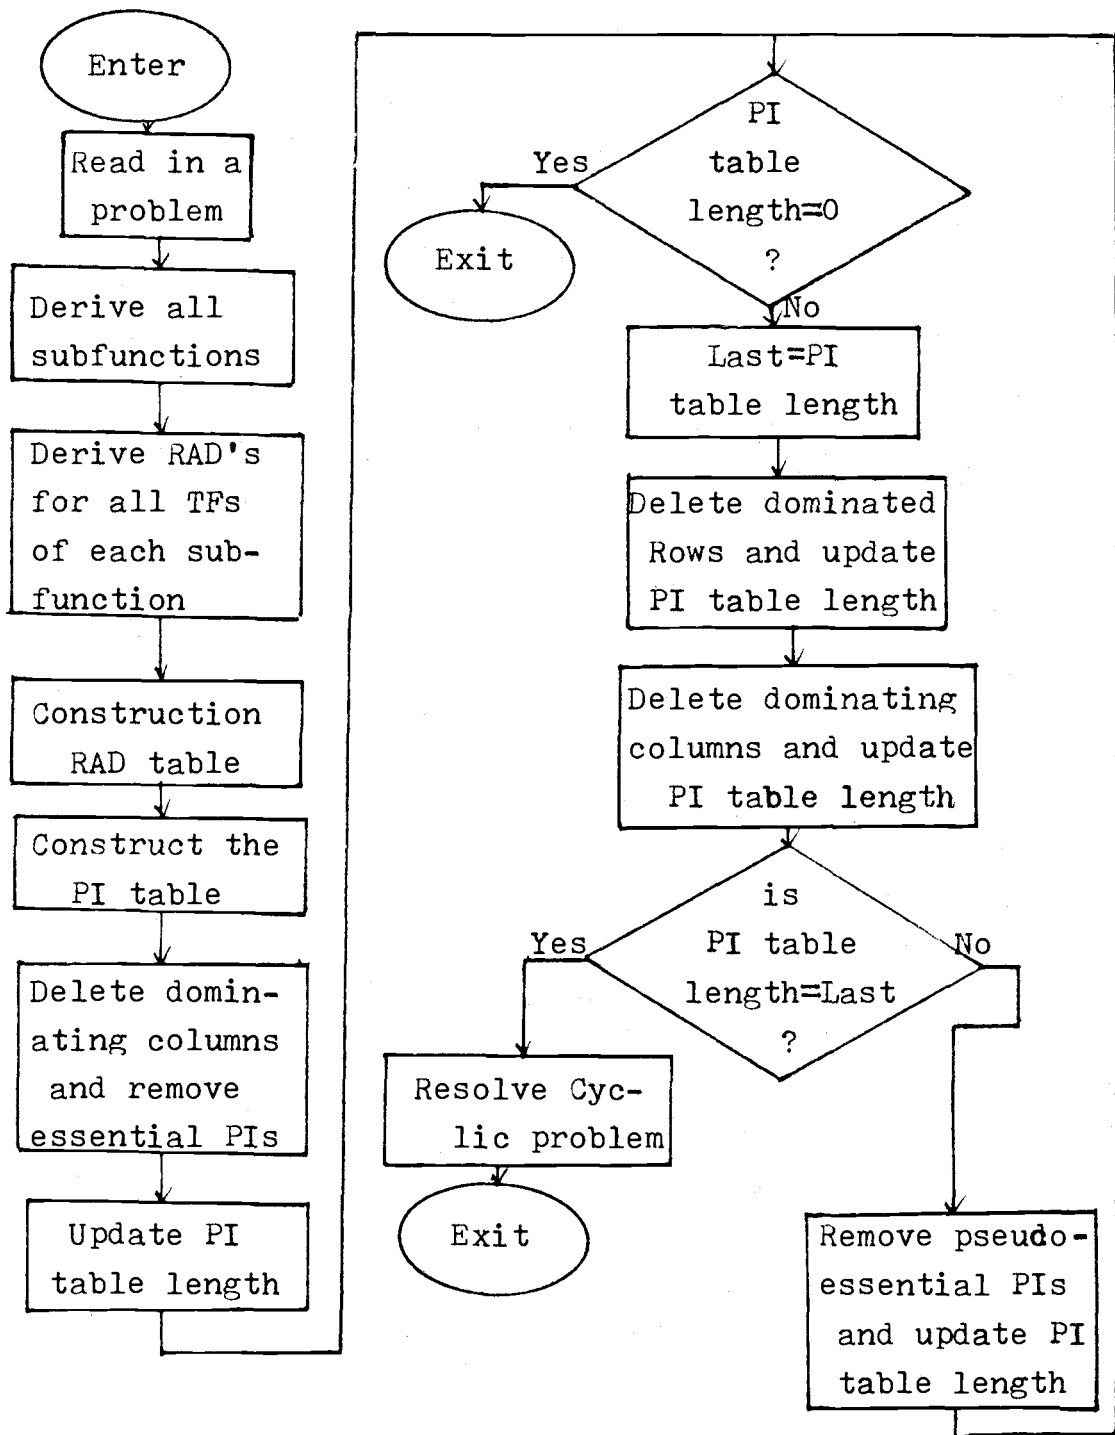 Enter
Read in a
problem
Derive all
subfunctions
Derive RAD's
for all TFs
of each sub-
function
Construction
RAD table
Construct the
PI table
Delete domin-
ating columns
and remove
essential PIs
Update PI
table length
PI
table
length=0
?
Yes
Exit
No
Last=PI
table length
Delete dominated
Rows and update
PI table length
Delete dominating
columns and update
PI table length
is
PI table
length=Last
?
Yes
No
Resolve Cyc-
lic problem
Exit
Remove pseudo-
essential PIs
and update PI
table length